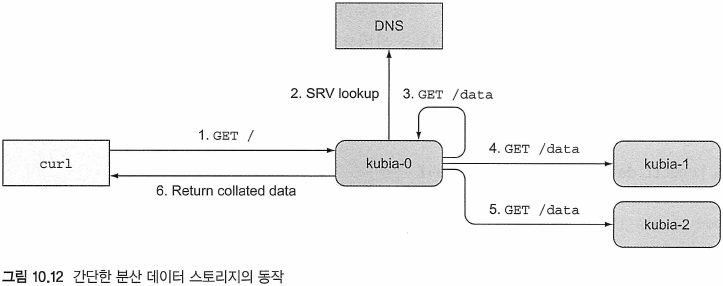 DNS
2. SRV lookup
3. GET /data
1. GET /
4. GET /data
curl
kubia-0
kubia-1
6. Return collated data
5. GET /data
kubia-2
그림 10.12 간단한 분산 데이터 스토리지의 동작